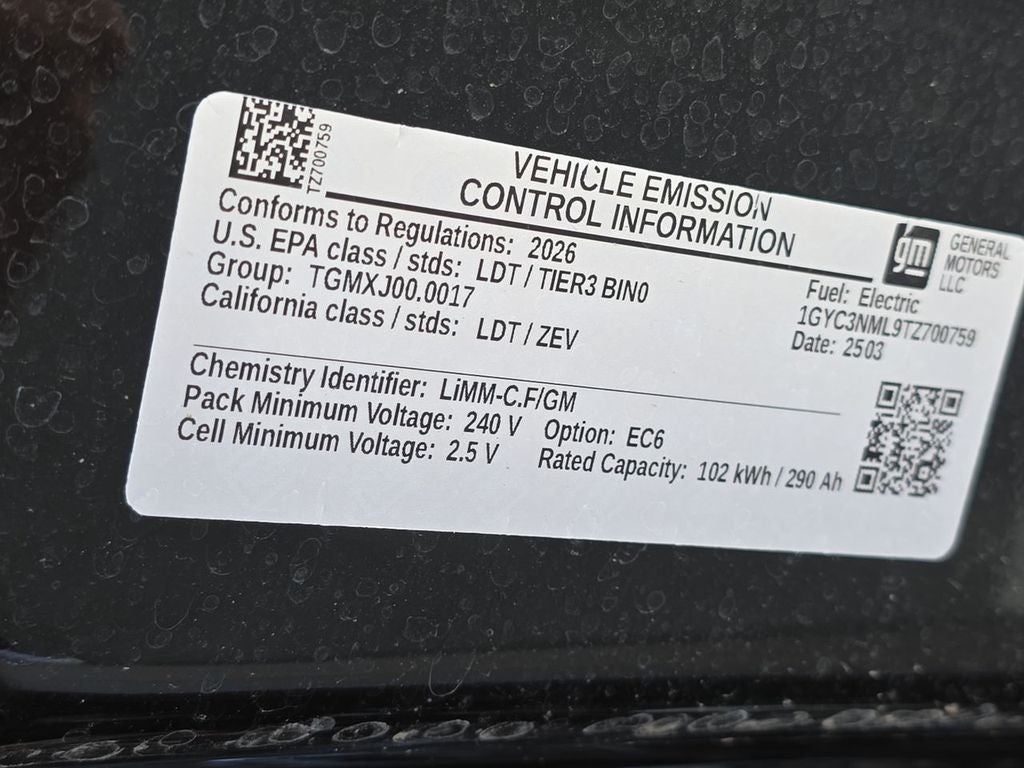 TZ700759
VEHICLE EMISSION
CONTROL INFORMATION
gm
GENERAL
MOTORS
LLC
Conforms to Regulations: 2026
U.S. EPA class / stds: LDT / TIER3 BIN0
Group: TGMXJ00.0017
California class / stds: LDT / ZEV
Fuel: Electric
1GYC3NML9TZ700759
Date: 2503
Chemistry Identifier: LiMM-C.F/GM
Pack Minimum Voltage: 240 V Option: EC6
Cell Minimum Voltage: 2.5 V Rated Capacity: 102 kWh / 290 Ah